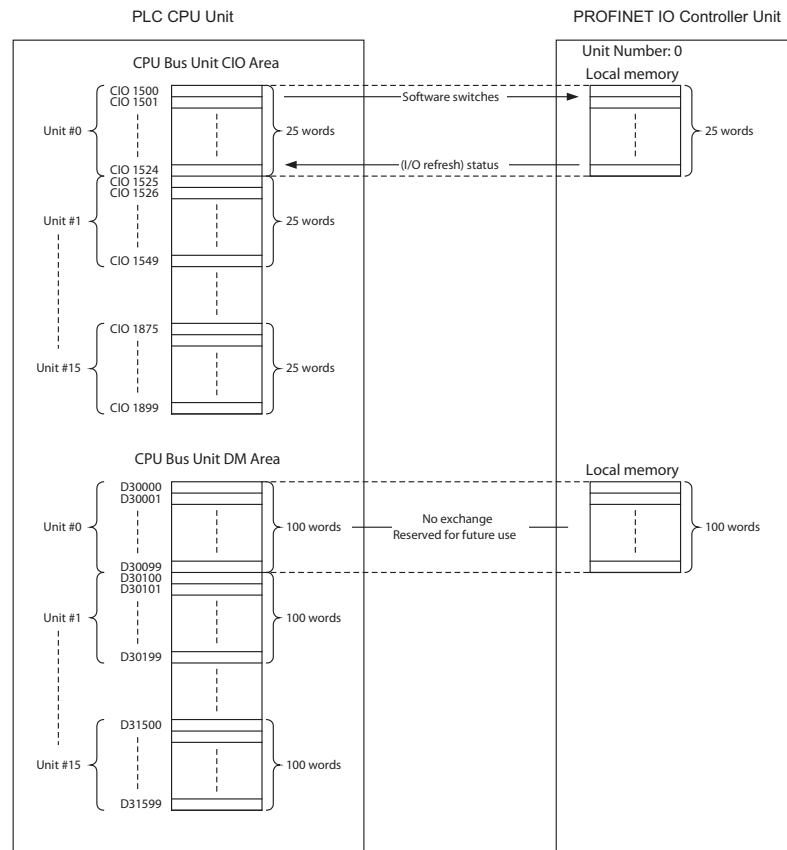 PLC CPU Unit
PROFINET IO Controller Unit
CPU Bus Unit CIO Area
Unit Number: 0
Local memory
CIO 1500
CIO 1501
Software switches
Unit #0
25 words
25 words
CIO 1524
(I/O refresh) status
CIO 1525
CIO 1526
Unit #1
25 words
CIO 1549
CIO 1875
Unit #15
25 words
CIO 1899
CPU Bus Unit DM Area
Local memory
D30000
D30001
Unit #0
100 words
No exchange
Reserved for future use
100 words
D30099
D30100
D30101
Unit #1
100 words
D30199
D31500
Unit #15
100 words
D31599